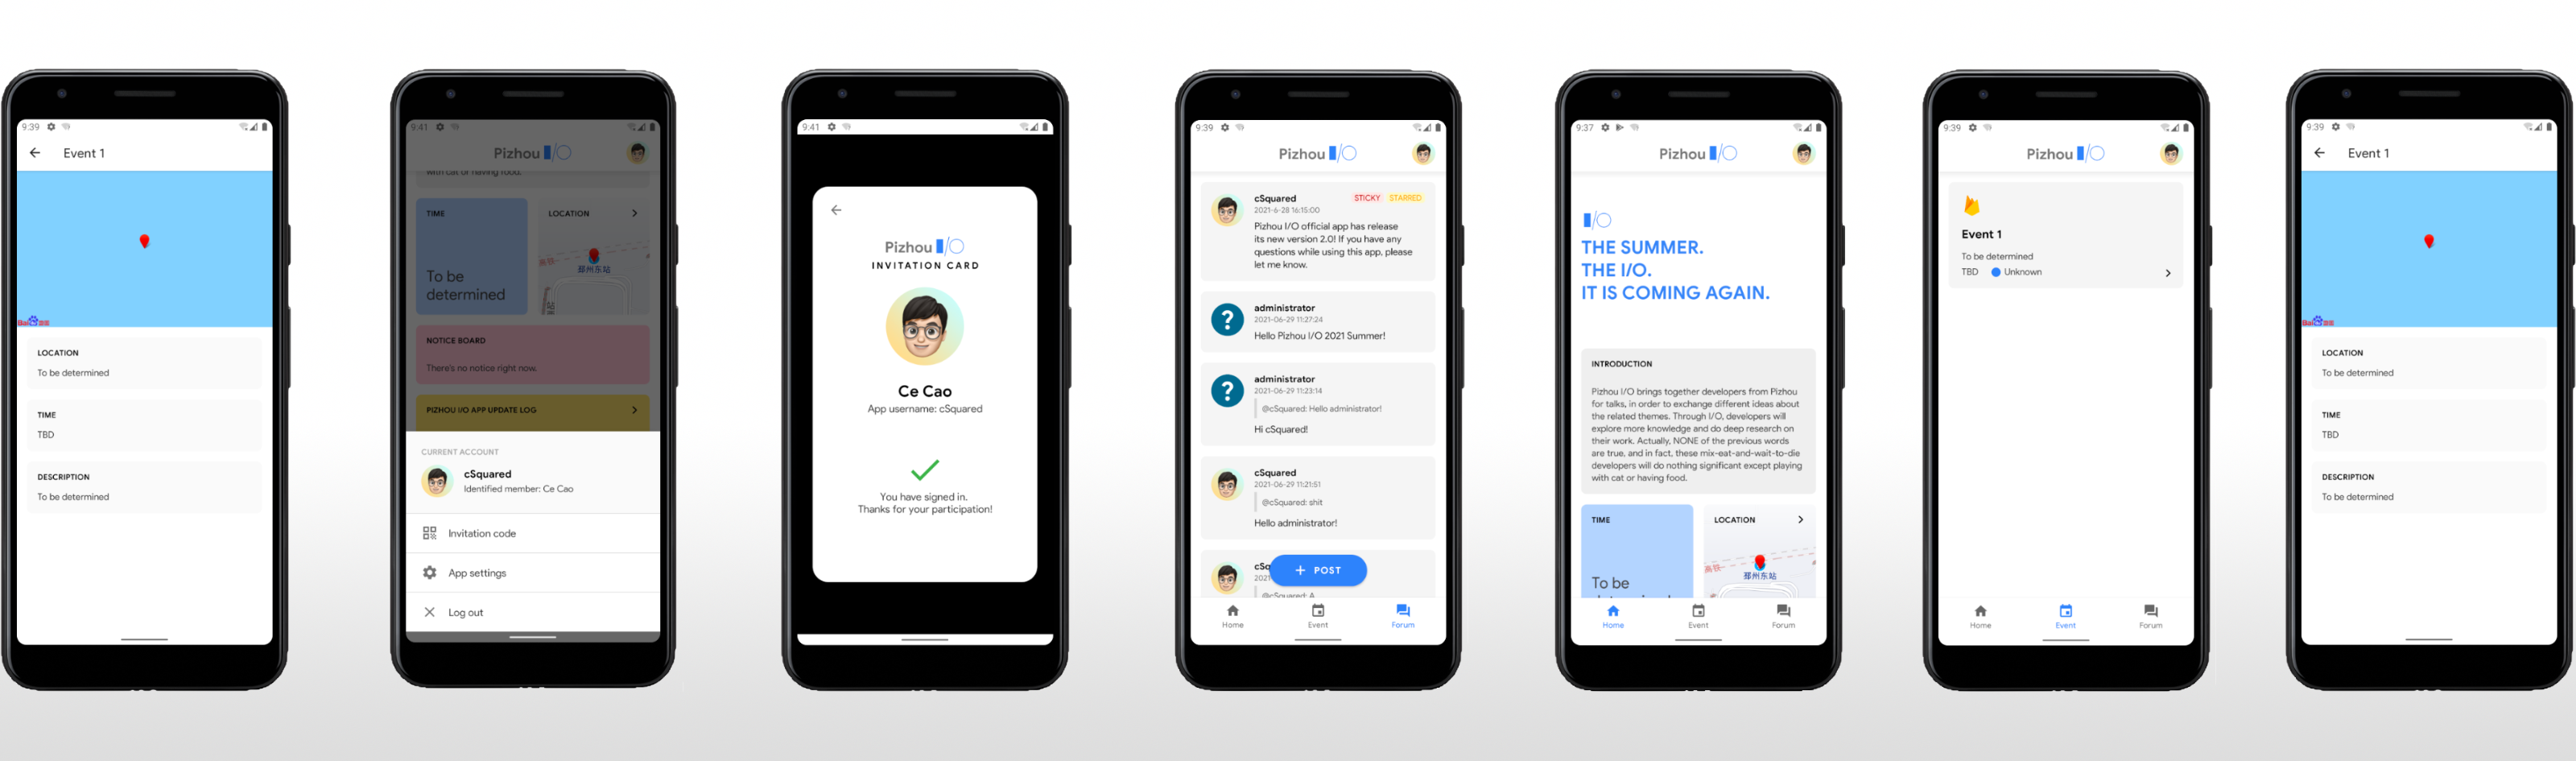 9:39
Event 1
Bai
LOCATION
To be determined
TIME
TBD
DESCRIPTION
To be determined
9:41
Pizhou I/O
with cat or having food.
TIME
To be
determined
LOCATION
邳州东站
NOTICE BOARD
There's no notice right now.
PIZHOU I/O APP UPDATE LOG
CURRENT ACCOUNT
cSquared
Identified member: Ce Cao
Invitation code
App settings
Log out
9:41
Pizhou I/O
INVITATION CARD
Ce Cao
App username: cSquared
You have signed in.
Thanks for your participation!
9:39
Pizhou I/O
cSquared STICKY STARRED
2021-6-28 16:15:00
Pizhou I/O official app has release
its new version 2.0! If you have any
questions while using this app, please
let me know.
administrator
2021-06-29 11:27:24
Hello Pizhou I/O 2021 Summer!
administrator
2021-06-29 11:23:14
@cSquared: Hello administrator!
Hi cSquared!
cSquared
2021-06-29 11:21:51
@cSquared: shit
Hello administrator!
cSq
2021
@cSquared: A
+ POST
Home Event Forum
9:37
Pizhou I/O
I/O
THE SUMMER.
THE I/O.
IT IS COMING AGAIN.
INTRODUCTION
Pizhou I/O brings together developers from Pizhou
for talks, in order to exchange different ideas about
the related themes. Through I/O, developers will
explore more knowledge and do deep research on
their work. Actually, NONE of the previous words
are true, and in fact, these mix-eat-and-wait-to-die
developers will do nothing significant except playing
with cat or having food.
TIME
To be
LOCATION
邳州东站
Home Event Forum
9:39
Pizhou I/O
Event 1
To be determined
TBD Unknown
Home Event Forum
9:39
Event 1
Bai
LOCATION
To be determined
TIME
TBD
DESCRIPTION
To be determined